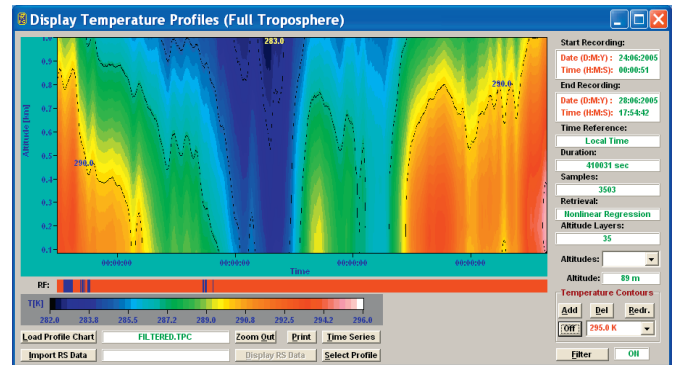 Display Temperature Profiles (Full Troposphere)
283.0
290.0
290.0
Altitude [km]
0.9
0.8
0.7
0.6
0.5
0.4
0.3
0.2
0.1
00:00:00 00:00:00 00:00:00 00:00:00
Time
RF:
T[K]
282.0 283.8 285.5 287.2 289.0 290.8 292.5 294.2 296.0
Load Profile Chart FILTERED.TPC Zoom Out Print Time Series
Import RS Data Display RS Data Select Profile
Start Recording:
Date (D:M:Y) : 24:06:2005
Time (H:M:S): 00:00:51
End Recording:
Date (D:M:Y) : 28:06:2005
Time (H:M:S): 17:54:42
Time Reference:
Local Time
Duration:
410031 sec
Samples:
3503
Retrieval:
Nonlinear Regression
Altitude Layers:
35
Altitudes:
Altitude: 89 m
Temperature Contours
Add Del Redr.
Off 295.0 K
Filter ON